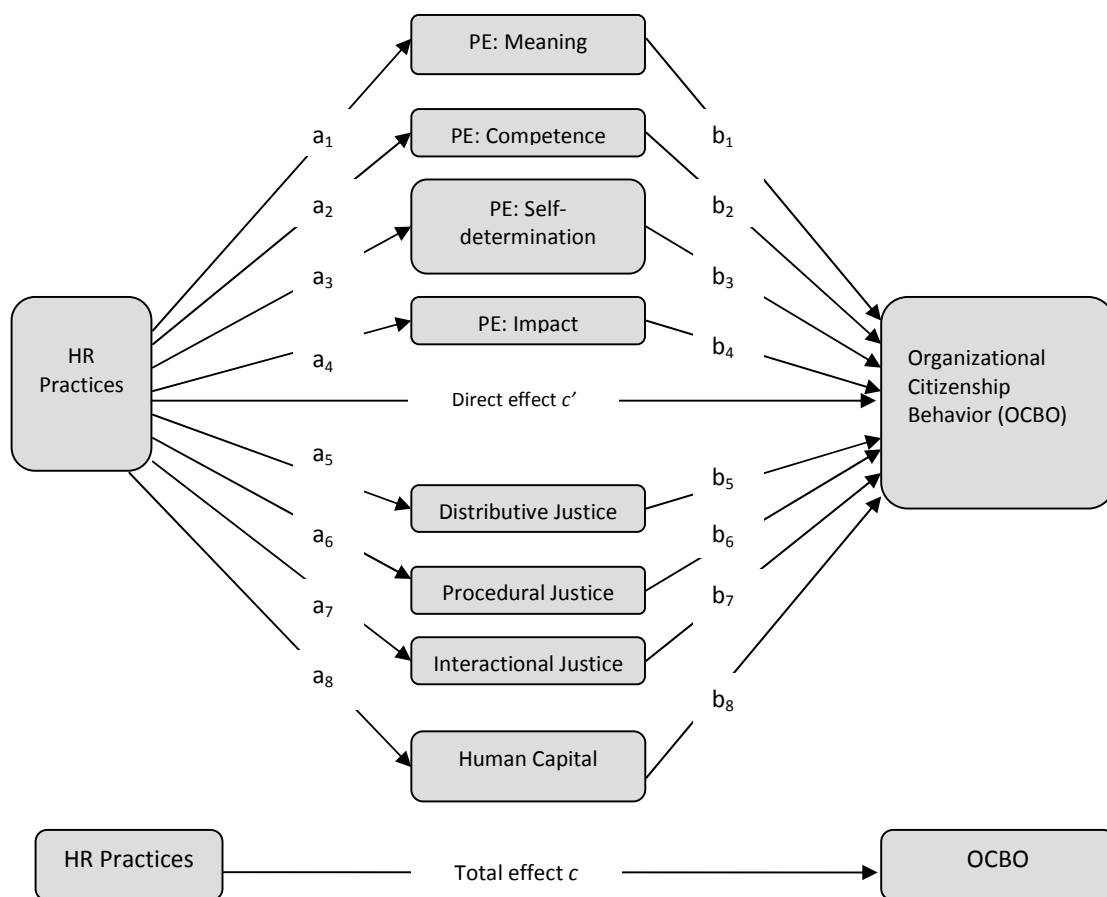 PE: Meaning
a₁
PE: Competence
b₁
a₂
PE: Self-
determination
b₂
a₃
b₃
PE: Impact
a₄
b₄
HR
Practices
Organizational
Citizenship
Behavior (OCBO)
Direct effect c’
a₅
b₅
Distributive Justice
a₆
b₆
Procedural Justice
a₇
b₇
Interactional Justice
a₈
b₈
Human Capital
HR Practices
Total effect c
OCBO